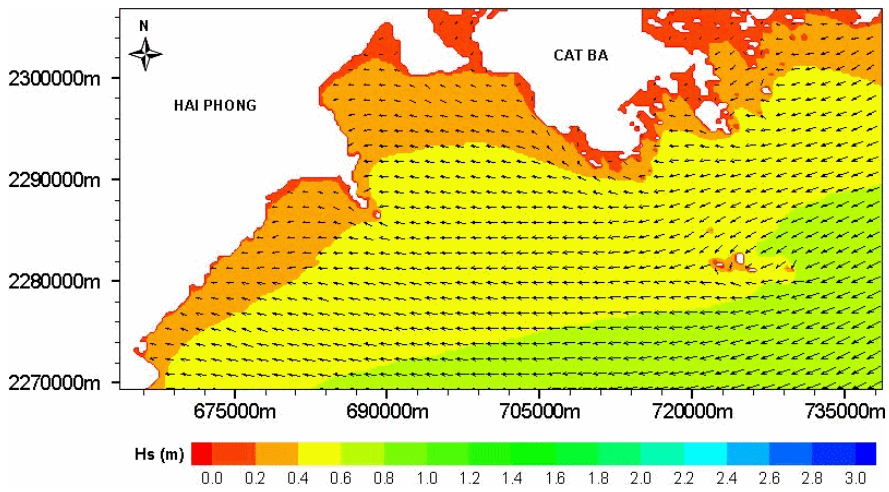 N
CAT BA
2300000m
HAI PHONG
2290000m
2280000m
2270000m
675000m 690000m 705000m 720000m 735000m
Hs (m)
0.0 0.2 0.4 0.6 0.8 1.0 1.2 1.4 1.6 1.8 2.0 2.2 2.4 2.6 2.8 3.0